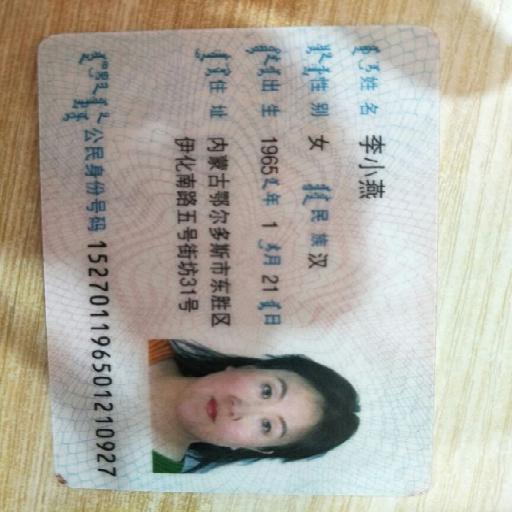 姓名 李小燕
性别 女 民族 汉
出生 1965 年 1 月 21 日
住址 内蒙古鄂尔多斯市东胜区
伊化南路五号街坊31号
公民身份号码 152701196501210927